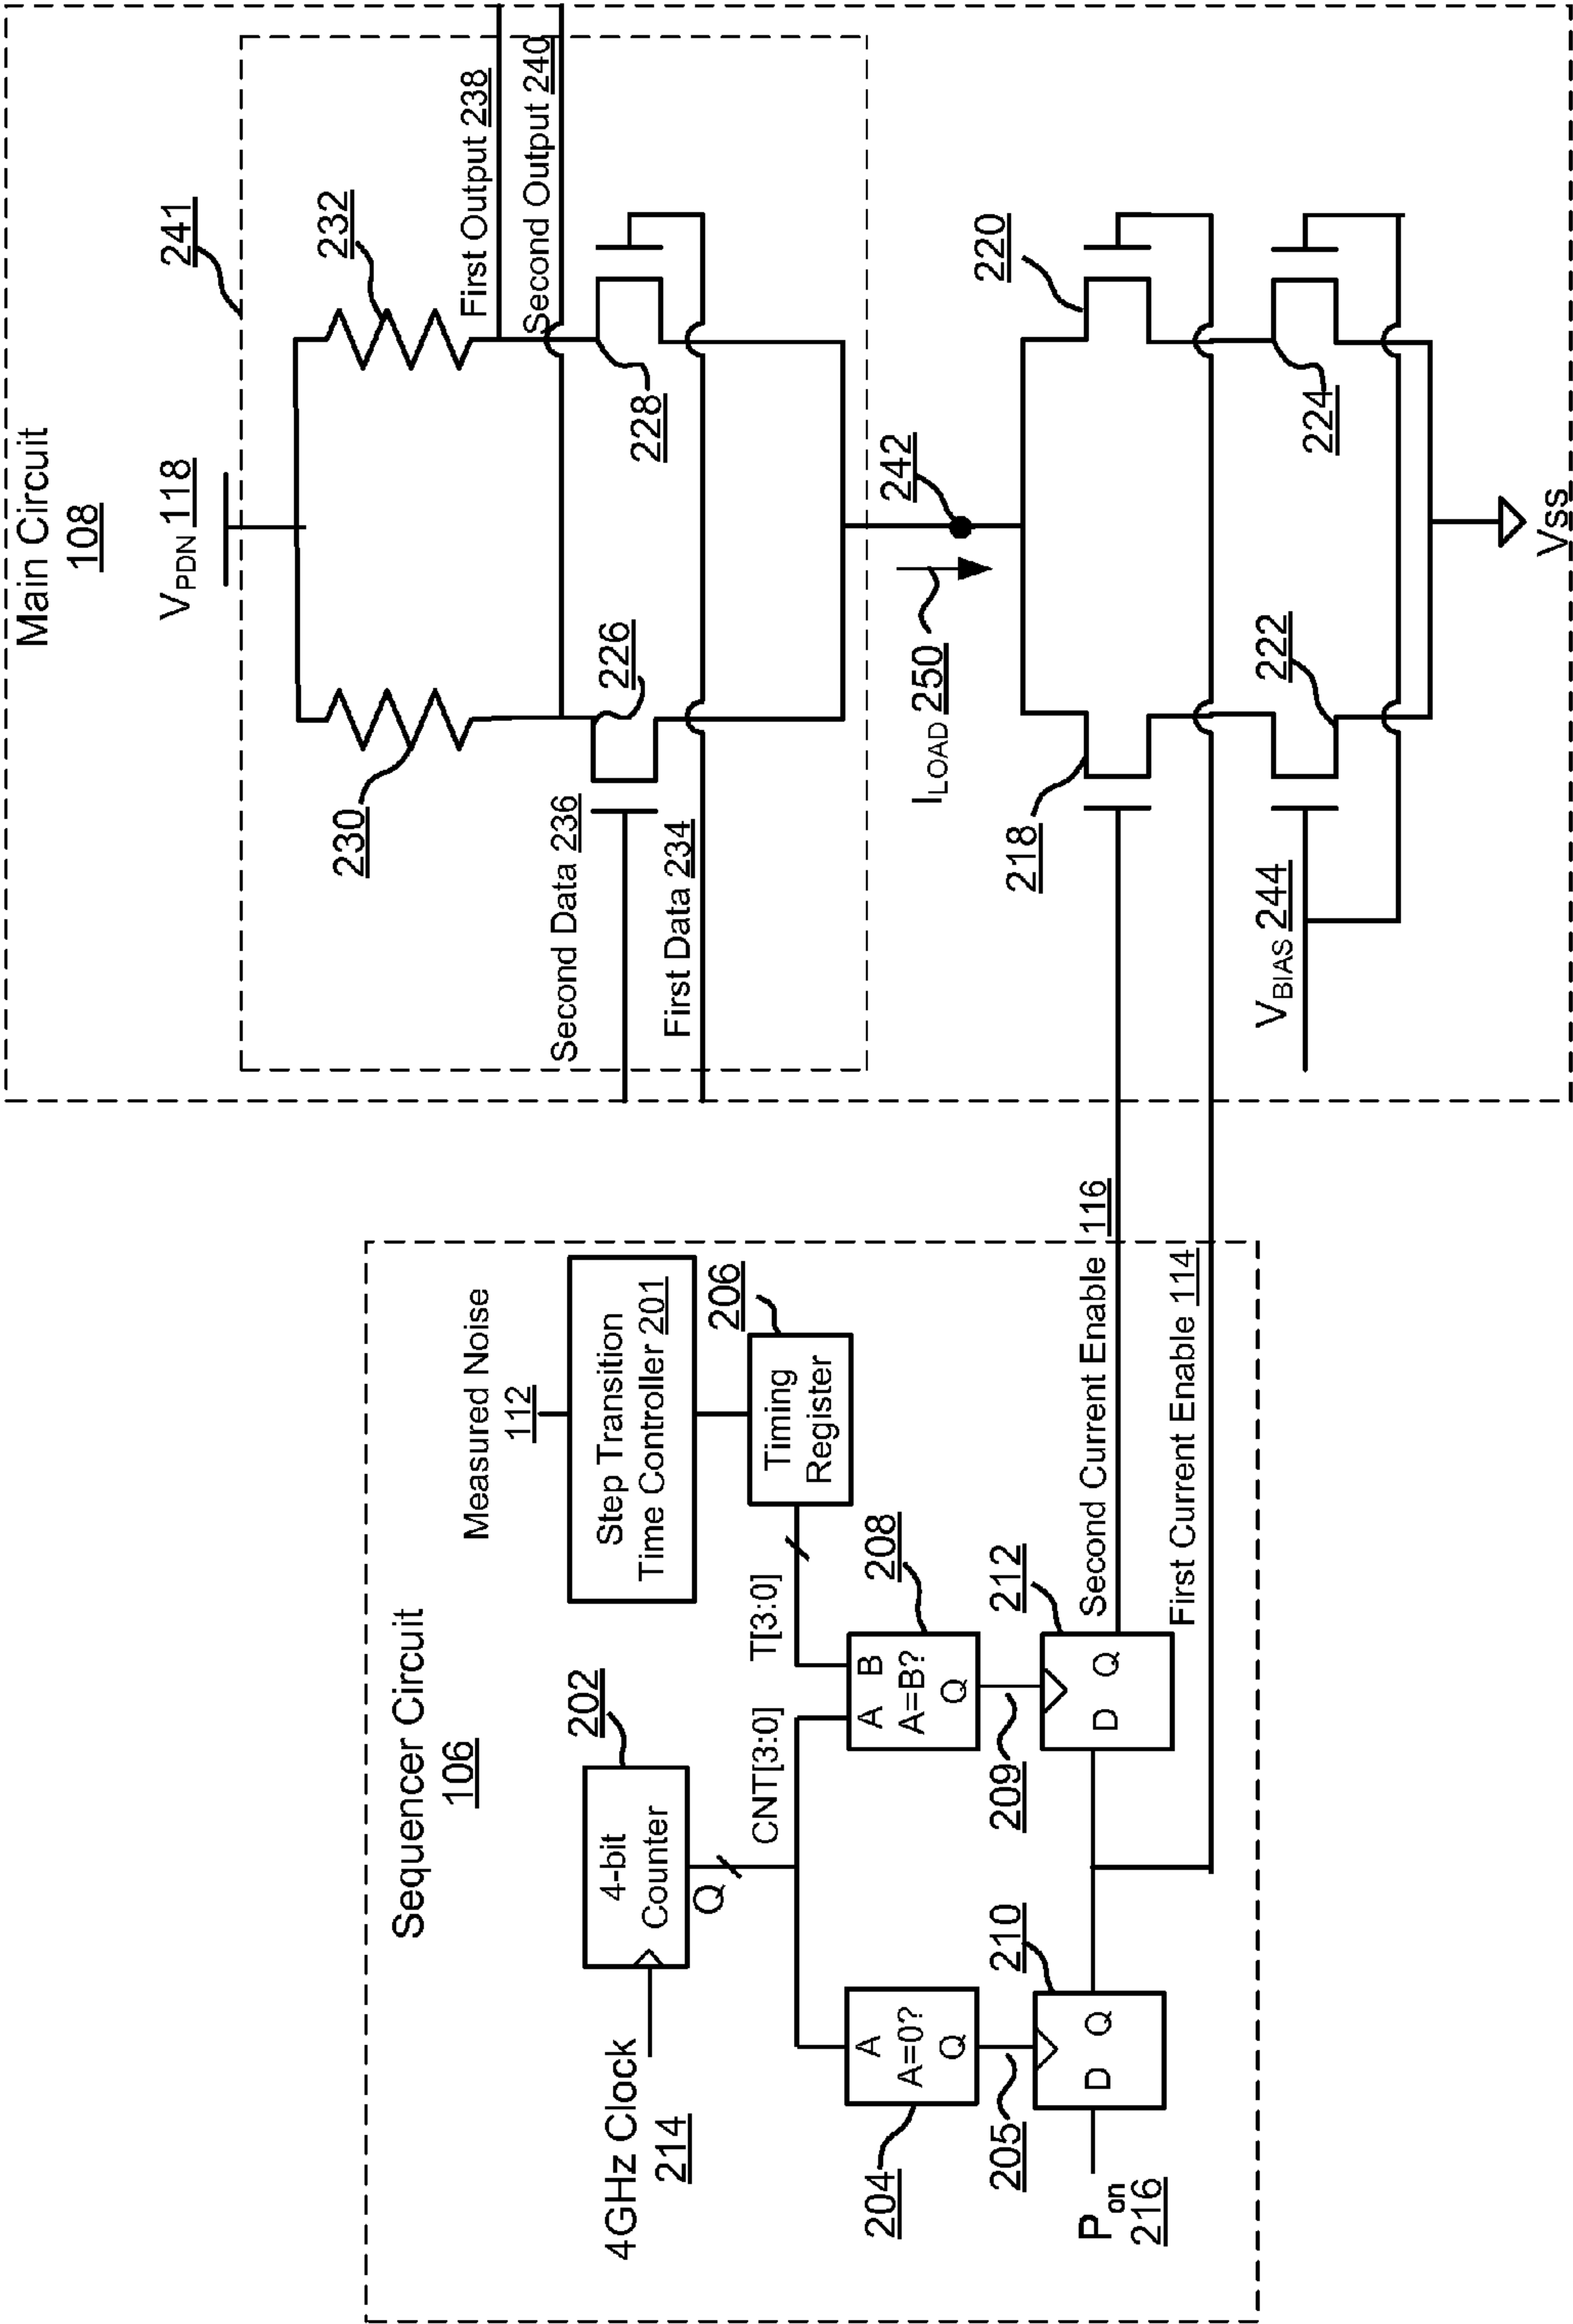 Sequencer Circuit
106
Measured Noise
112
Step Transition
Time Controller 201
206
Timing
Register
202
4-bit
Counter
Q
4GHz Clock
214
CNT[3:0]
T[3:0]
204
A
A=0?
Q
208
A B
A=B?
Q
205
209
210
D Q
212
D Q
Pon
216
Second Current Enable 116
First Current Enable 114
Main Circuit
108
VPDN 118
241
230
232
First Output 238
Second Output 240
Second Data 236
226
228
First Data 234
242
ILOAD 250
218
220
VBIAS 244
222
224
Vss